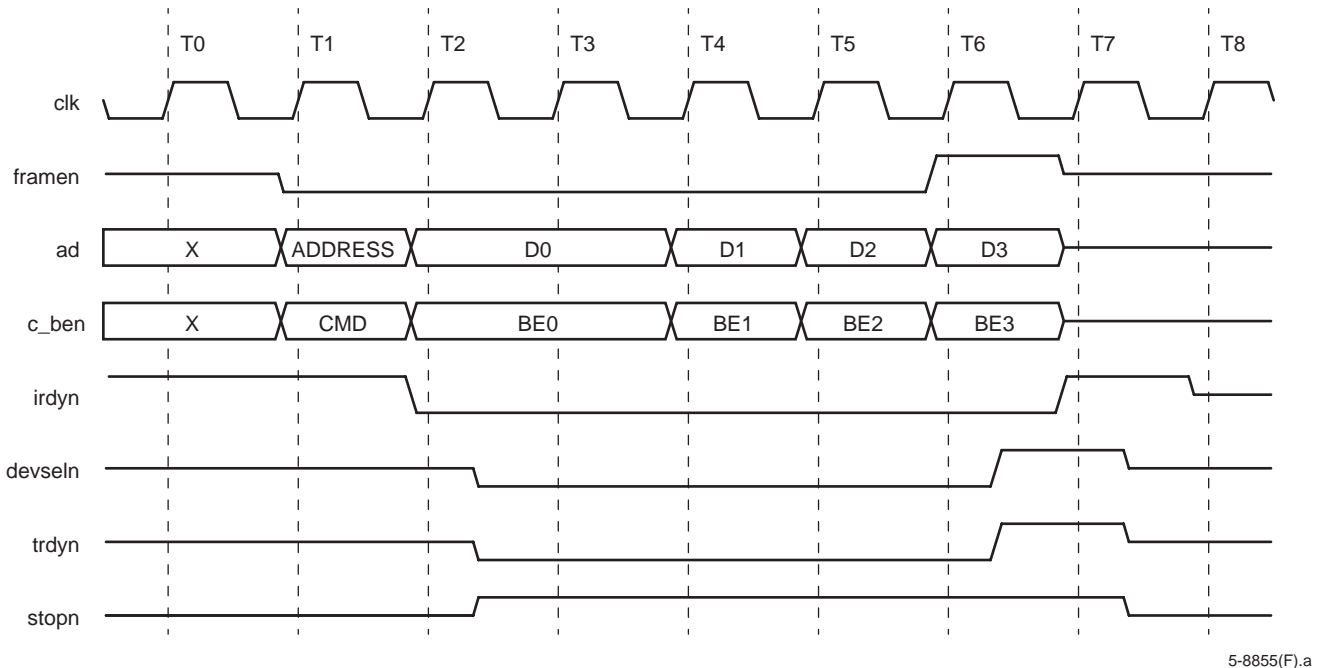 T0 T1 T2 T3 T4 T5 T6 T7 T8
clk
framen
ad X ADDRESS D0 D1 D2 D3
c_ben X CMD BE0 BE1 BE2 BE3
irdyn
devseln
trdyn
stopn
5-8855(F).a